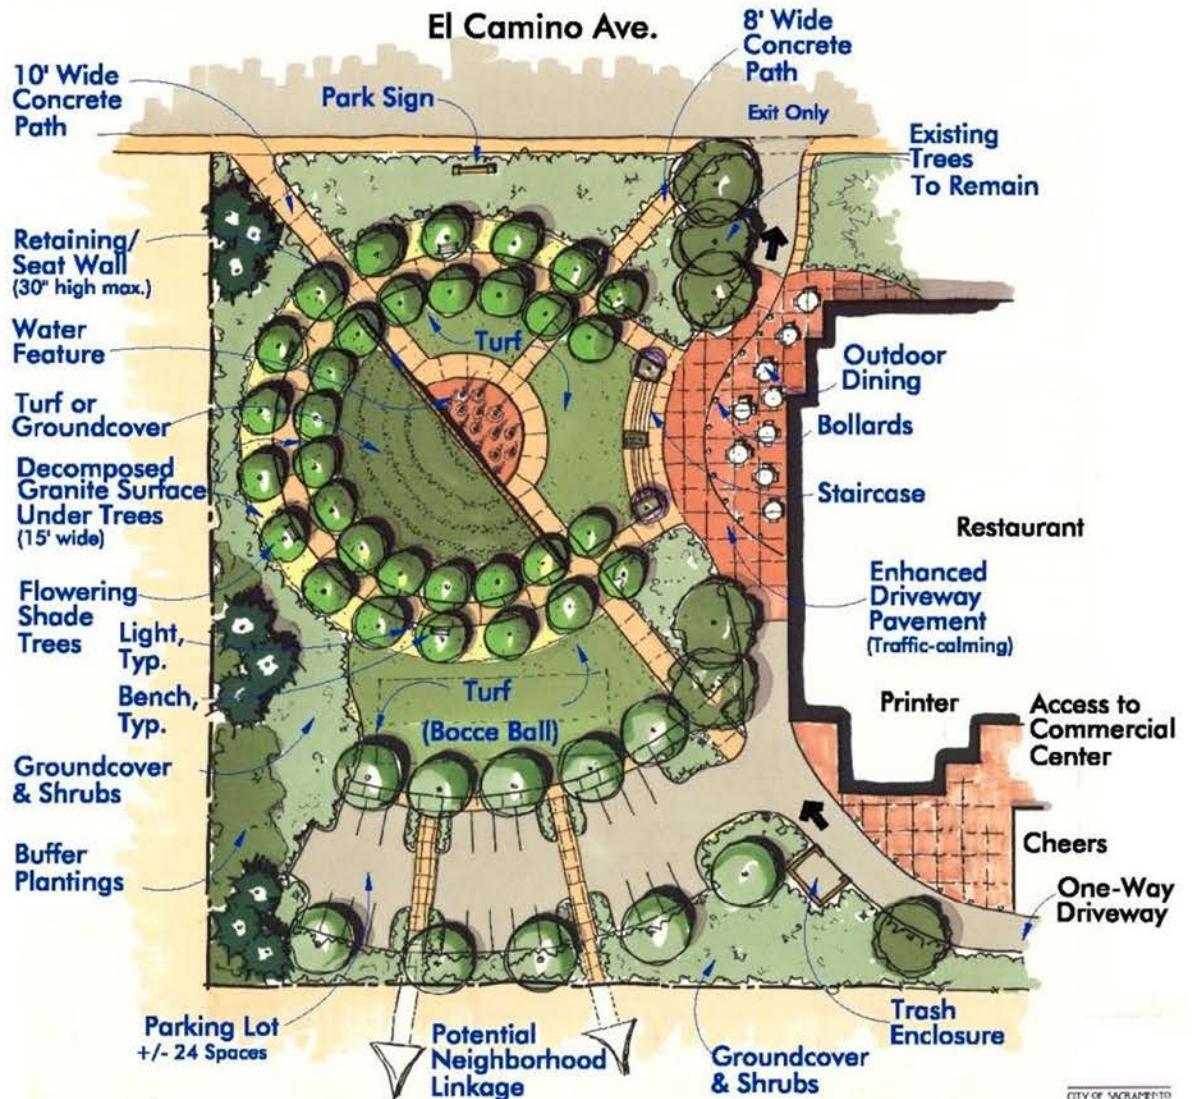 El Camino Ave.
8' Wide
Concrete
Path
10' Wide
Concrete
Path
Park Sign
Exit Only
Existing
Trees
To Remain
Retaining/
Seat Wall
(30" high max.)
Water
Feature
Turf
Outdoor
Dining
Turf or
Groundcover
Bollards
Decomposed
Granite Surface
Under Trees
(15' wide)
Staircase
Restaurant
Flowering
Shade
Trees
Enhanced
Driveway
Pavement
(Traffic-calming)
Light,
Typ.
Bench,
Typ.
Turf
(Bocce Ball)
Printer
Access to
Commercial
Center
Groundcover
& Shrubs
Buffer
Plantings
Cheers
One-Way
Driveway
Parking Lot
+/- 24 Spaces
Potential
Neighborhood
Linkage
Groundcover
& Shrubs
Trash
Enclosure
CITY OF SACRAMENTO